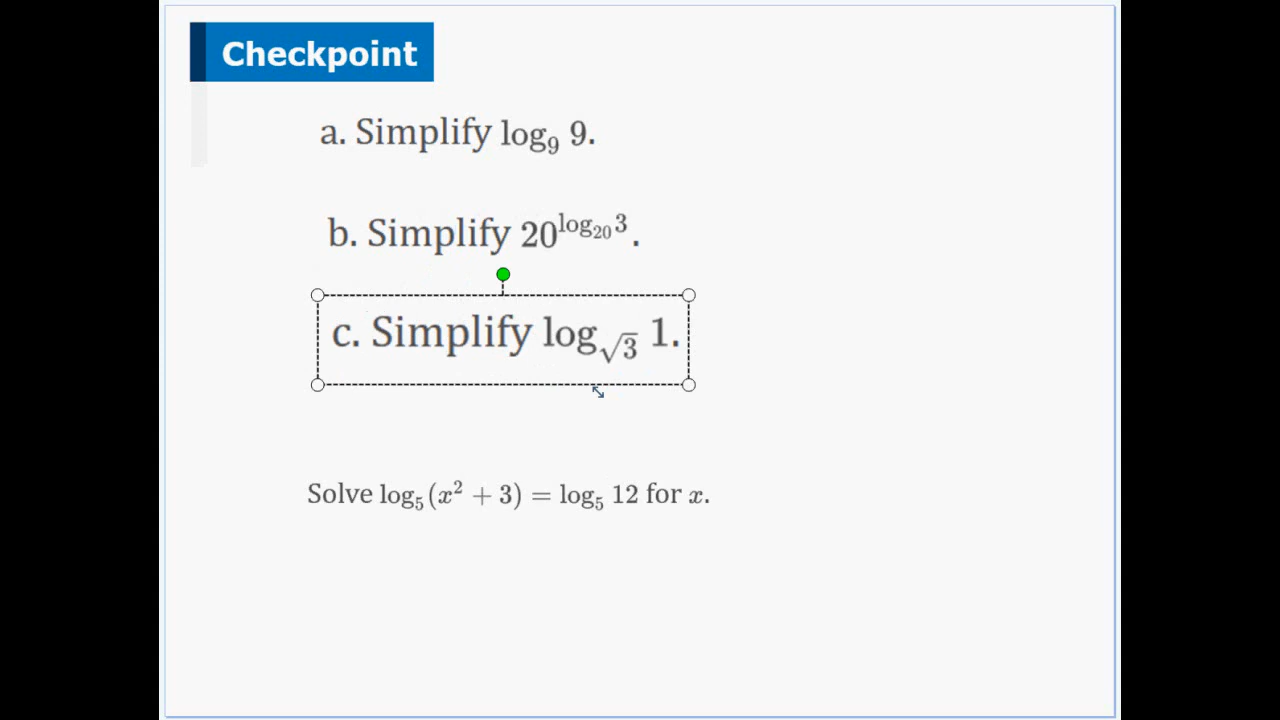 Checkpoint
a. Simplify log₉ 9.
b. Simplify 20^(log₂₀ 3).
c. Simplify log_√3 1.
Solve log₅(x² + 3) = log₅ 12 for x.